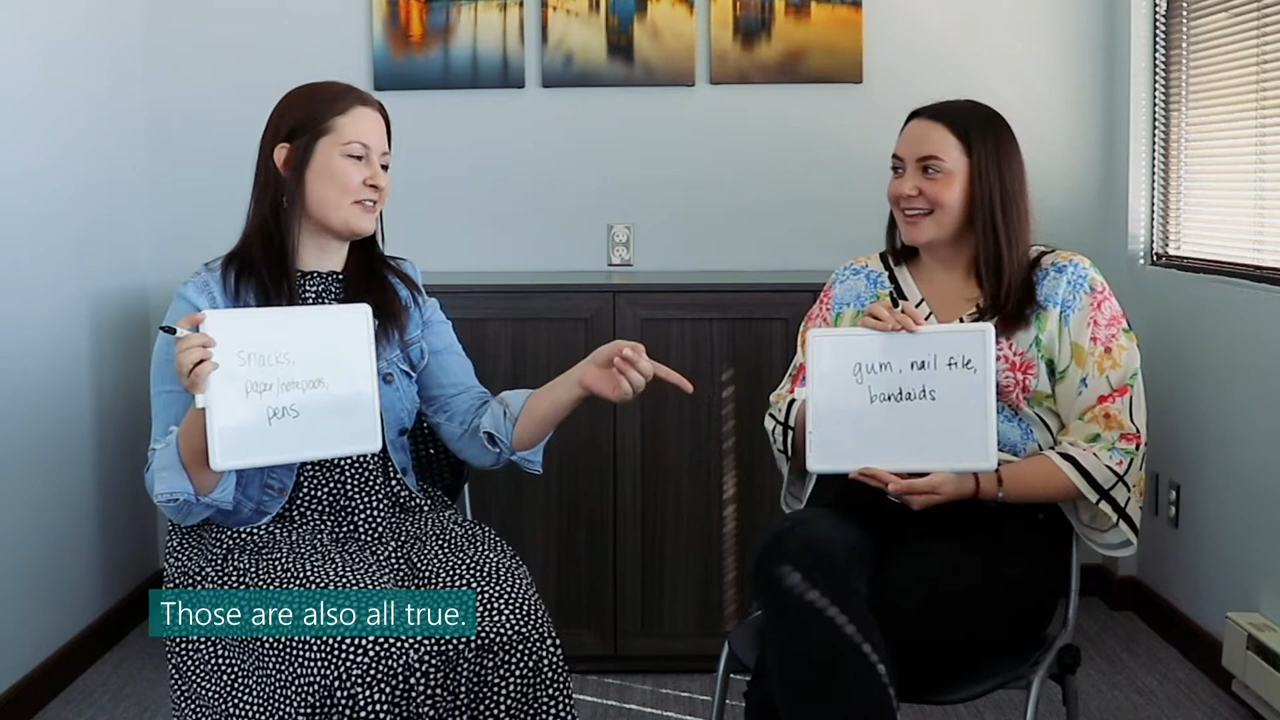 snacks,
paper/notepads,
pens
gum, nail file,
bandaids
Those are also all true.